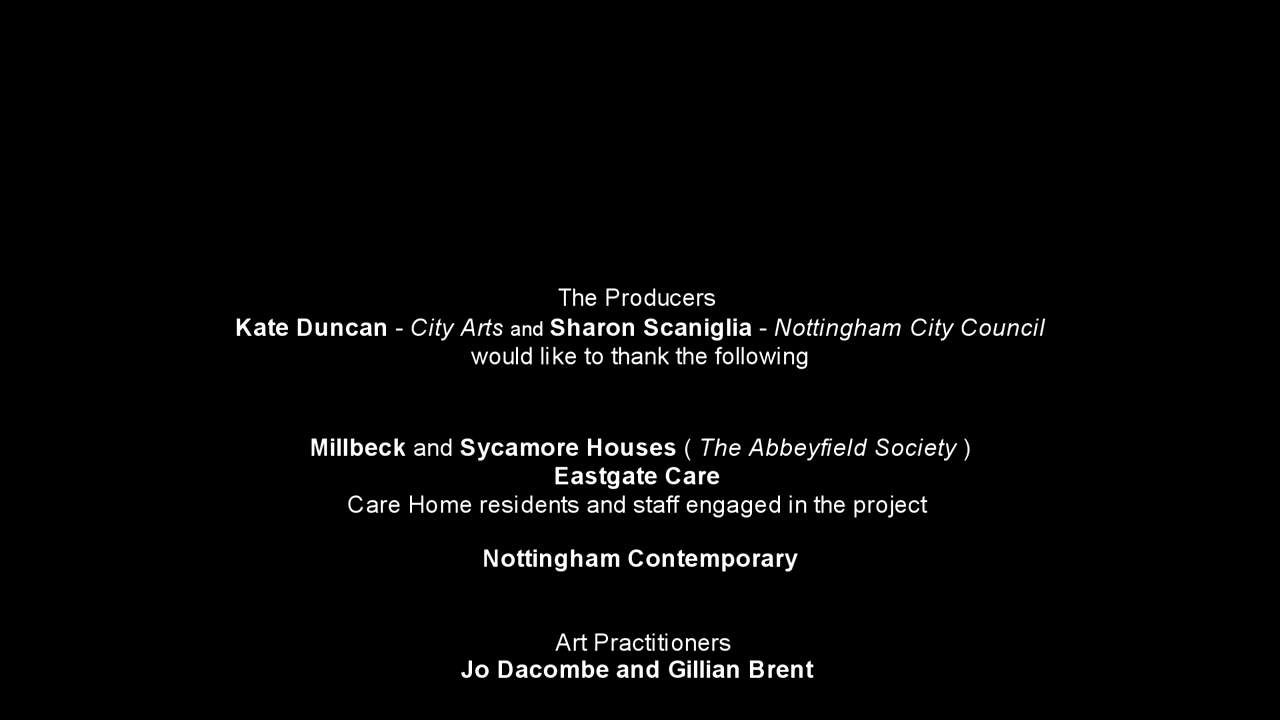 The Producers
Kate Duncan - City Arts and Sharon Scaniglia - Nottingham City Council
would like to thank the following
Millbeck and Sycamore Houses ( The Abbeyfield Society )
Eastgate Care
Care Home residents and staff engaged in the project
Nottingham Contemporary
Art Practitioners
Jo Dacombe and Gillian Brent